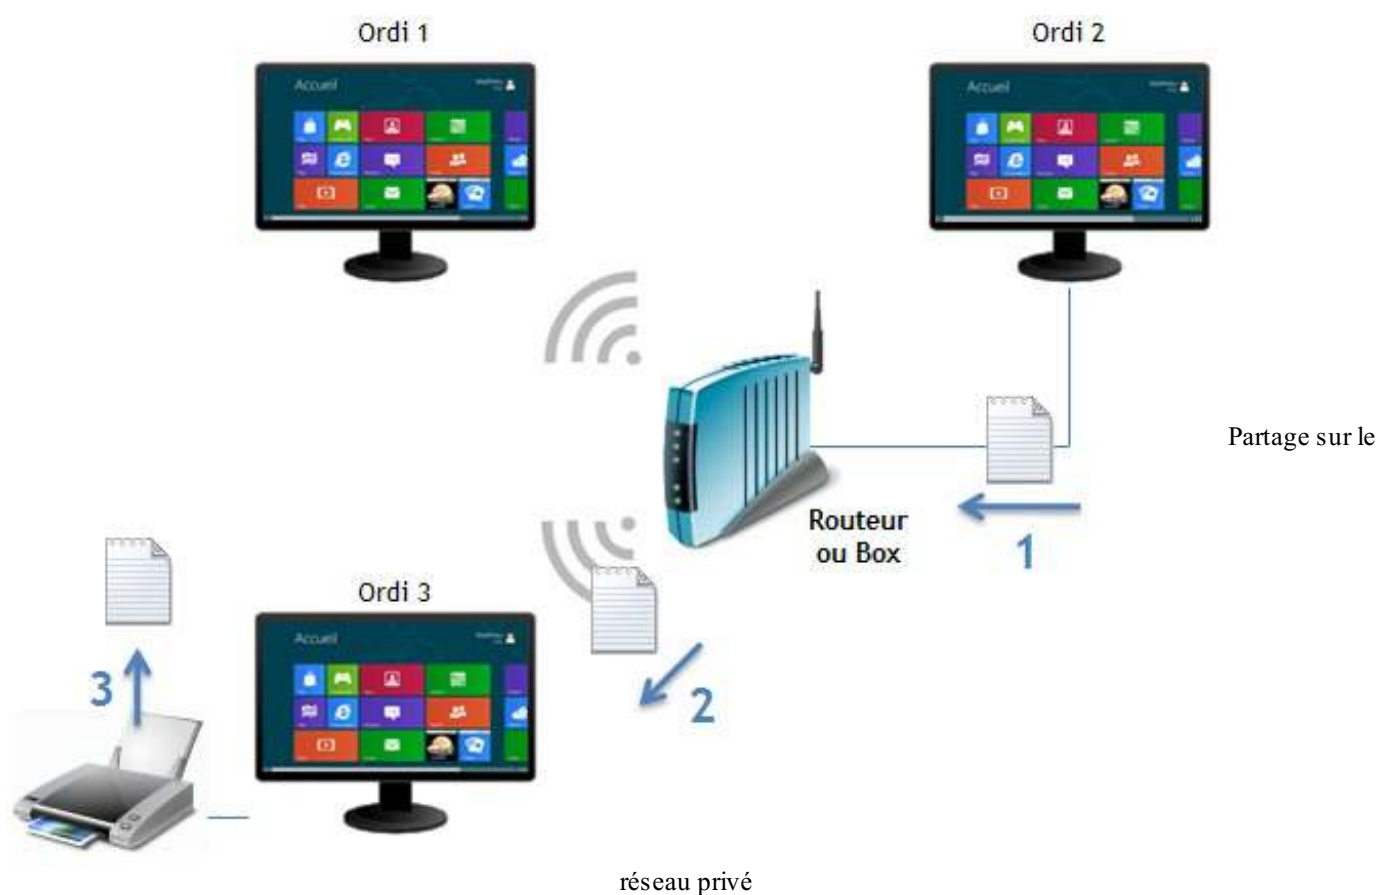 Ordi 1
Ordi 2
Accueil
Accueil
Partage sur le
Routeur
ou Box
1
Ordi 3
Accueil
2
3
réseau privé